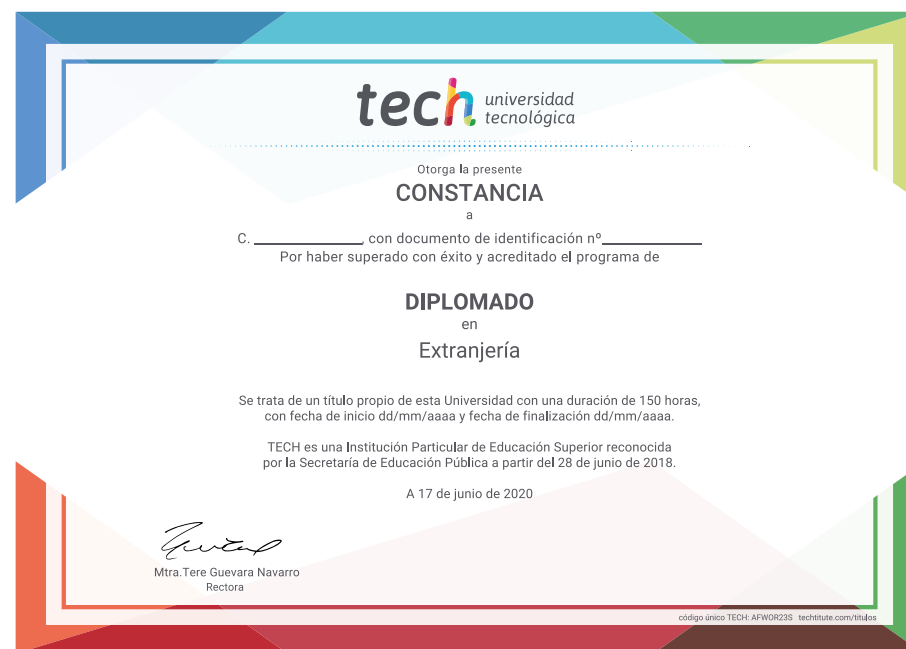 tech universidad
tecnológica
Otorga la presente
CONSTANCIA
a
C. ______________, con documento de identificación nº______________
Por haber superado con éxito y acreditado el programa de
DIPLOMADO
en
Extranjería
Se trata de un título propio de esta Universidad con una duración de 150 horas,
con fecha de inicio dd/mm/aaaa y fecha de finalización dd/mm/aaaa.
TECH es una Institución Particular de Educación Superior reconocida
por la Secretaría de Educación Pública a partir del 28 de junio de 2018.
A 17 de junio de 2020
Mtra.Tere Guevara Navarro
Rectora
código único TECH: AFWOR23S techtitute.com/titulos